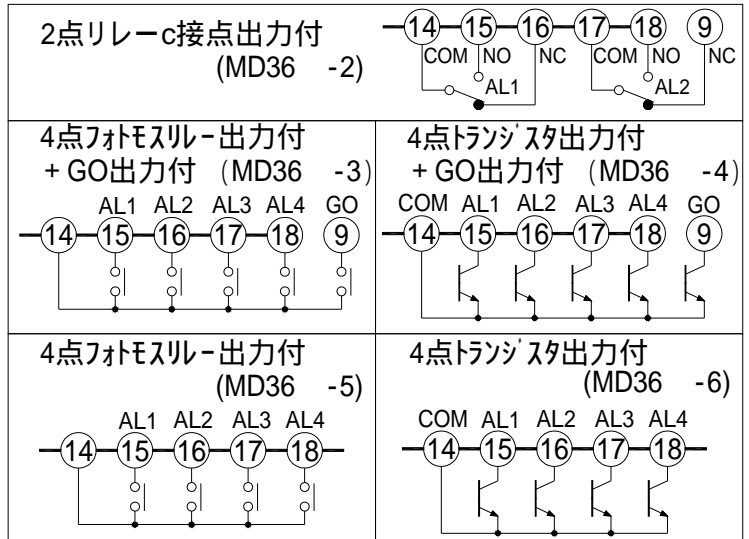 2点リレーc接点出力付
(MD36 -2)
14 15 16 17 18 9
COM NO NC COM NO NC
AL1 AL2
4点フォトモスリレー出力付
+GO出力付 (MD36 -3)
AL1 AL2 AL3 AL4 GO
14 15 16 17 18 9
4点トランジスタ出力付
+GO出力付 (MD36 -4)
COM AL1 AL2 AL3 AL4 GO
14 15 16 17 18 9
4点フォトモスリレー出力付
(MD36 -5)
AL1 AL2 AL3 AL4
14 15 16 17 18
4点トランジスタ出力付
(MD36 -6)
COM AL1 AL2 AL3 AL4
14 15 16 17 18